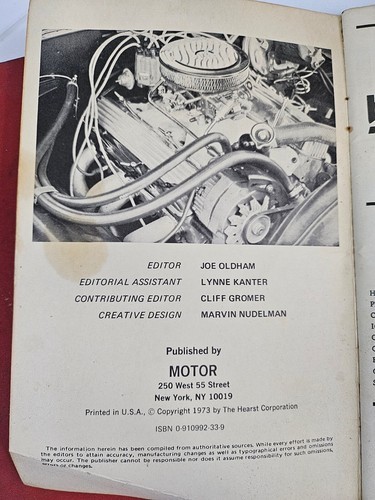 EDITOR JOE OLDHAM
EDITORIAL ASSISTANT LYNNE KANTER
CONTRIBUTING EDITOR CLIFF GROMER
CREATIVE DESIGN MARVIN NUDELMAN
Published by
MOTOR
250 West 55 Street
New York, NY 10019
Printed in U.S.A., © Copyright 1973 by The Hearst Corporation
ISBN 0-910992-33-9
The information herein has been compiled from authoritative sources. While every effort is made by
the editors to attain accuracy, manufacturing changes as well as typographical errors and omissions
may occur. The publisher cannot be responsible nor does it assume responsibility for such omissions,
errors or changes.